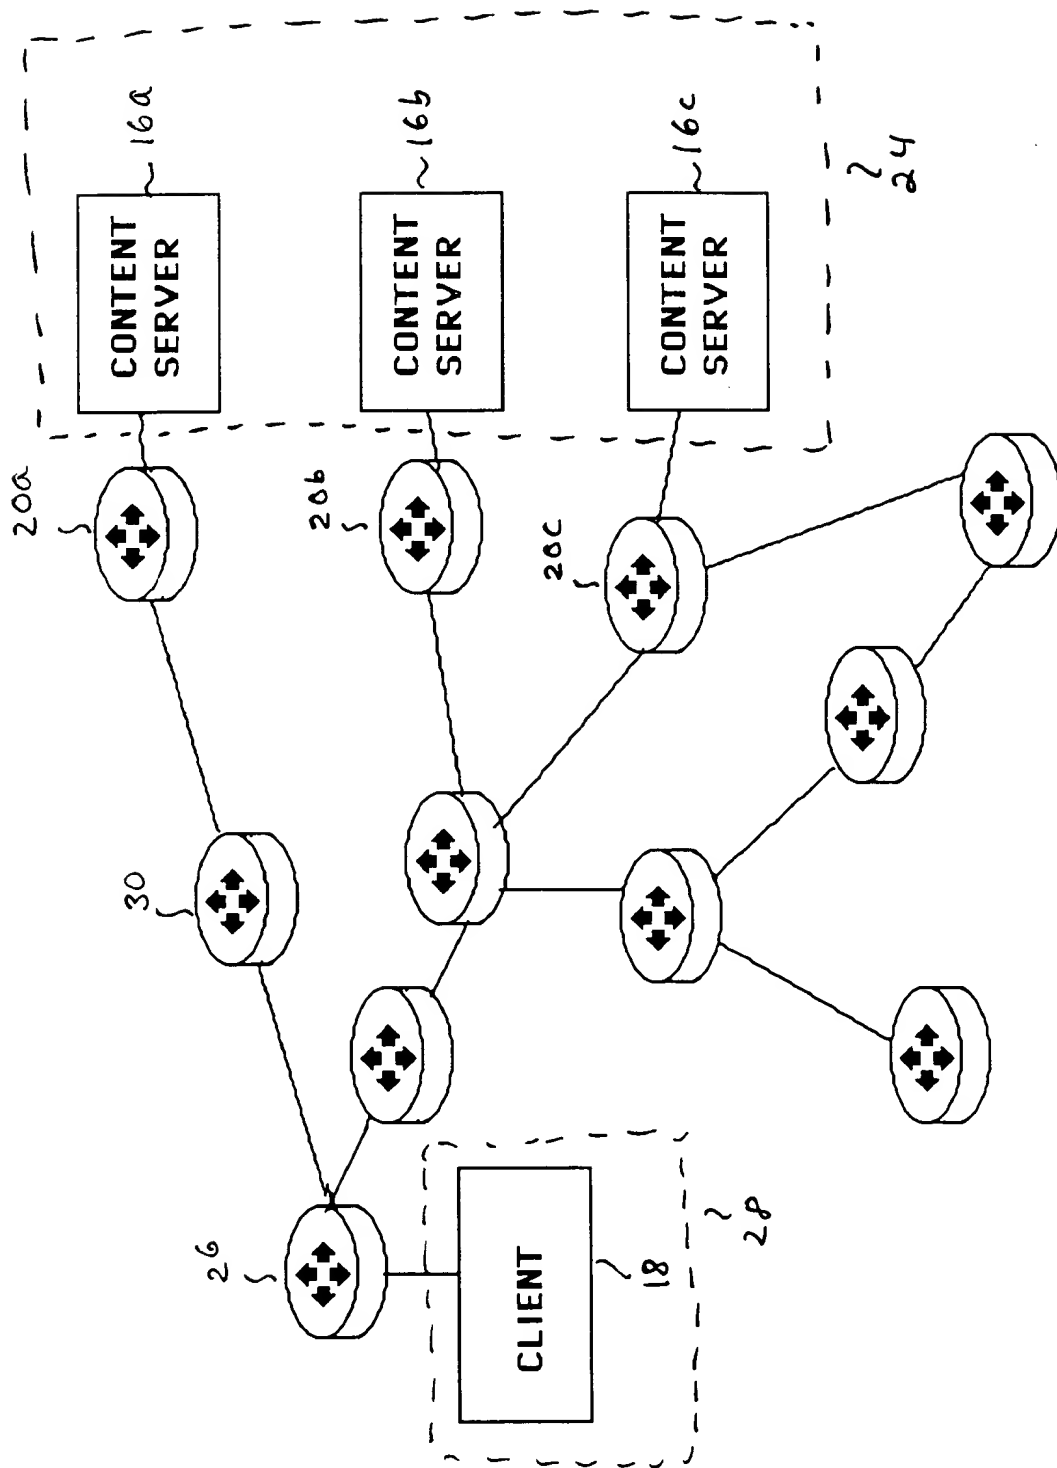 CONTENT
SERVER
16a
CONTENT
SERVER
16b
CONTENT
SERVER
16c
24
20a
20b
20c
30
26
CLIENT
18
28